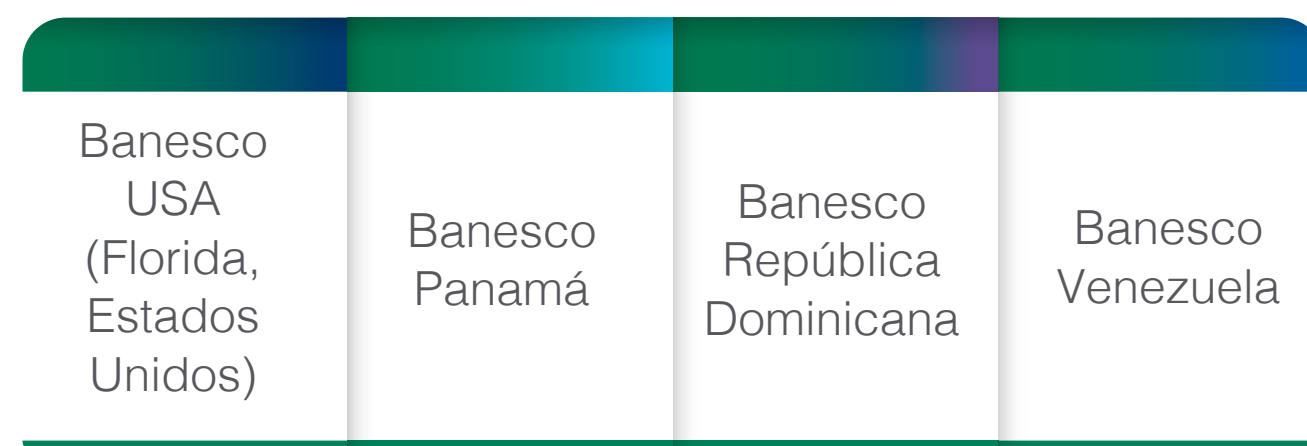 Banesco
USA
(Florida,
Estados
Unidos)
Banesco
Panamá
Banesco
República
Dominicana
Banesco
Venezuela